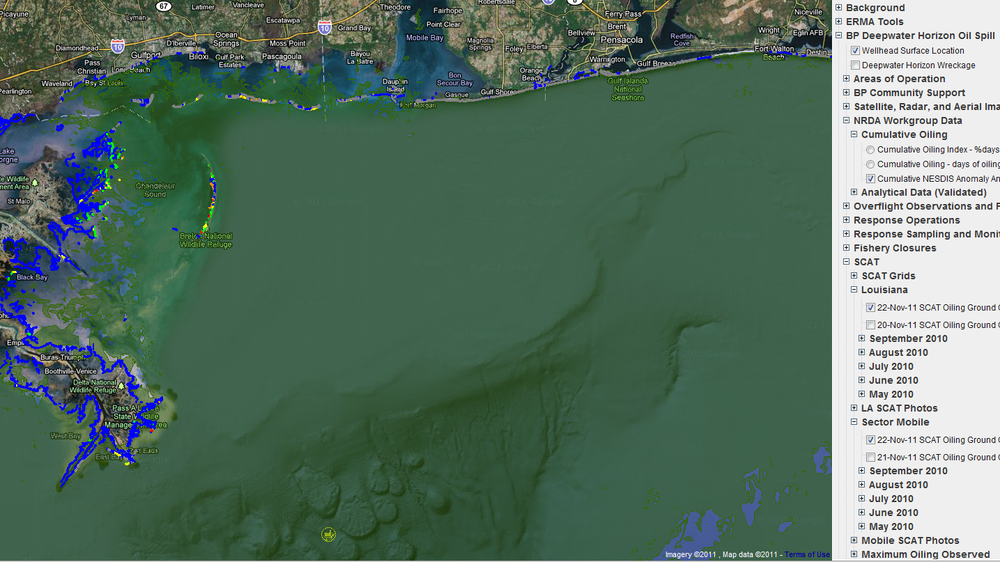 Picayune
67
Latimer
Vancleave
Theodore
Fairhope
Robertsdale
8
Niceville
Lyman
Escatawpa
10
Grand Bay
Point Clear
Mobile Bay
Ferry Pass
Brent
Bellview
Pensacola
Wright
Eglin AFB
Redfish
Cove
D'Iberville
Ocean
Springs
Diamondhead
10
Gulfport
Biloxi
Moss Point
Magnolia
Springs
Foley
Elberta
Fort Walton
Beach
Destin
Pass
Christian
Long Beach
Gulf Park
Estates
Pascagoula
Bayou
La Batre
Warrington
Gulf Breeze
Waveland
Bay St Louis
Dauphin
Island
Bon
Secour Bay
Orange
Beach
Gulf Islands
National
Seashore
Pearlington
Gasque
Gulf Shores
Fort Morgan
Lake
orgne
te Wildlife
ment Area
Chandeleur
Sound
St Malo
Breton National
Wildlife Refuge
Black Bay
Empi
Buras-Triumph
Boothville-Venice
Delta National
Wildlife Refuge
Pass A L
State Wildlife
Manage
rea
West Bay
East Bay
Port Eads
Imagery ©2011 , Map data ©2011 - Terms of Use
Background
ERMA Tools
BP Deepwater Horizon Oil Spill
Wellhead Surface Location
Deepwater Horizon Wreckage
Areas of Operation
BP Community Support
Satellite, Radar, and Aerial Ima
NRDA Workgroup Data
Cumulative Oiling
Cumulative Oiling Index - %days
Cumulative Oiling - days of oiling
Cumulative NESDIS Anomaly An
Analytical Data (Validated)
Overflight Observations and F
Response Operations
Response Sampling and Monit
Fishery Closures
SCAT
SCAT Grids
Louisiana
22-Nov-11 SCAT Oiling Ground O
20-Nov-11 SCAT Oiling Ground O
September 2010
August 2010
July 2010
June 2010
May 2010
LA SCAT Photos
Sector Mobile
22-Nov-11 SCAT Oiling Ground O
21-Nov-11 SCAT Oiling Ground O
September 2010
August 2010
July 2010
June 2010
May 2010
Mobile SCAT Photos
Maximum Oiling Observed